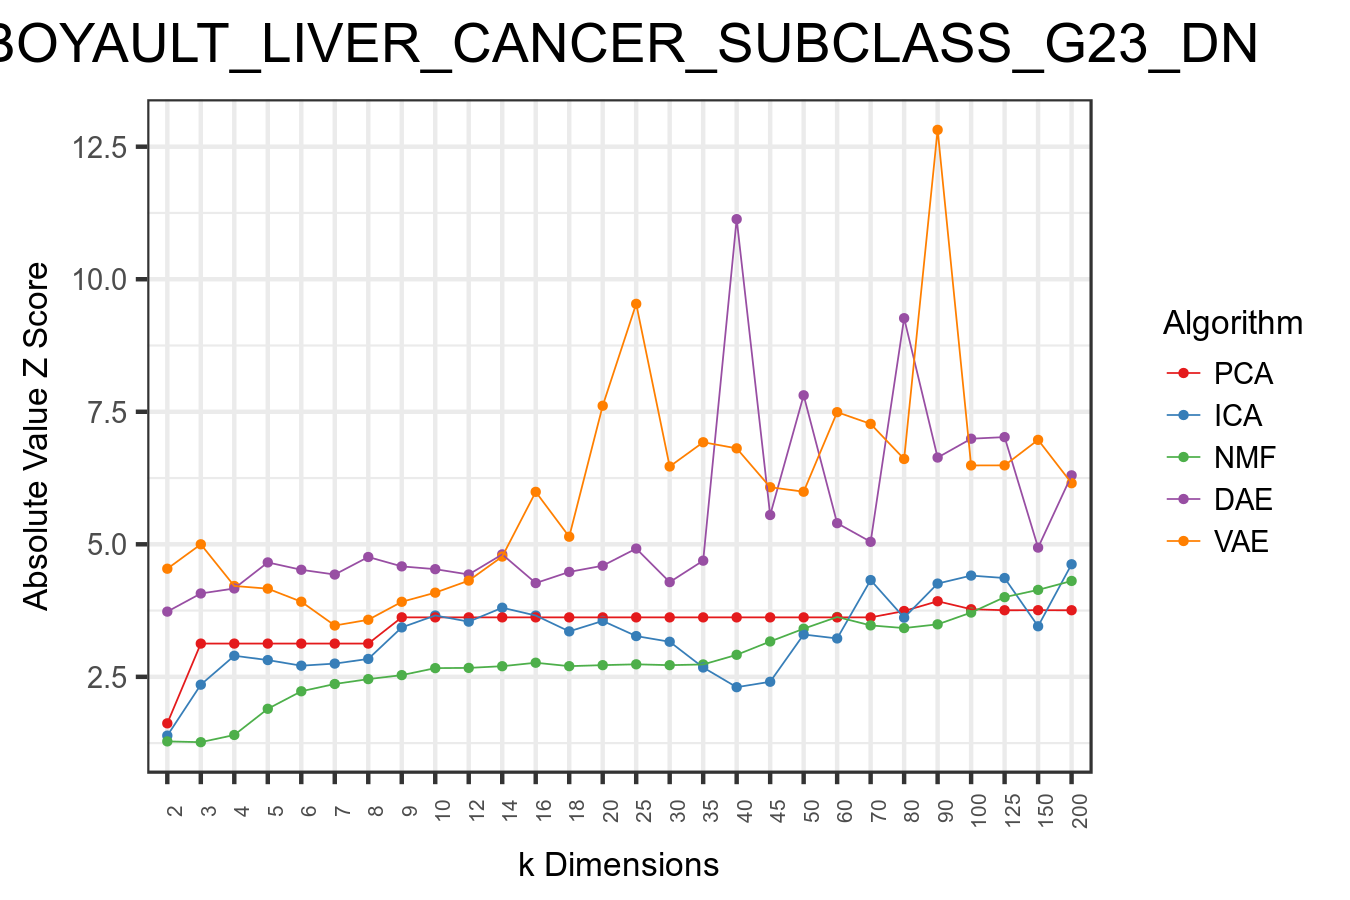 BOYAULT_LIVER_CANCER_SUBCLASS_G23_DN
12.5
10.0
7.5
5.0
2.5
Absolute Value Z Score
2 3 4 5 6 7 8 9 10 12 14 16 18 20 25 30 35 40 45 50 60 70 80 90 100 125 150 200
k Dimensions
Algorithm
PCA
ICA
NMF
DAE
VAE